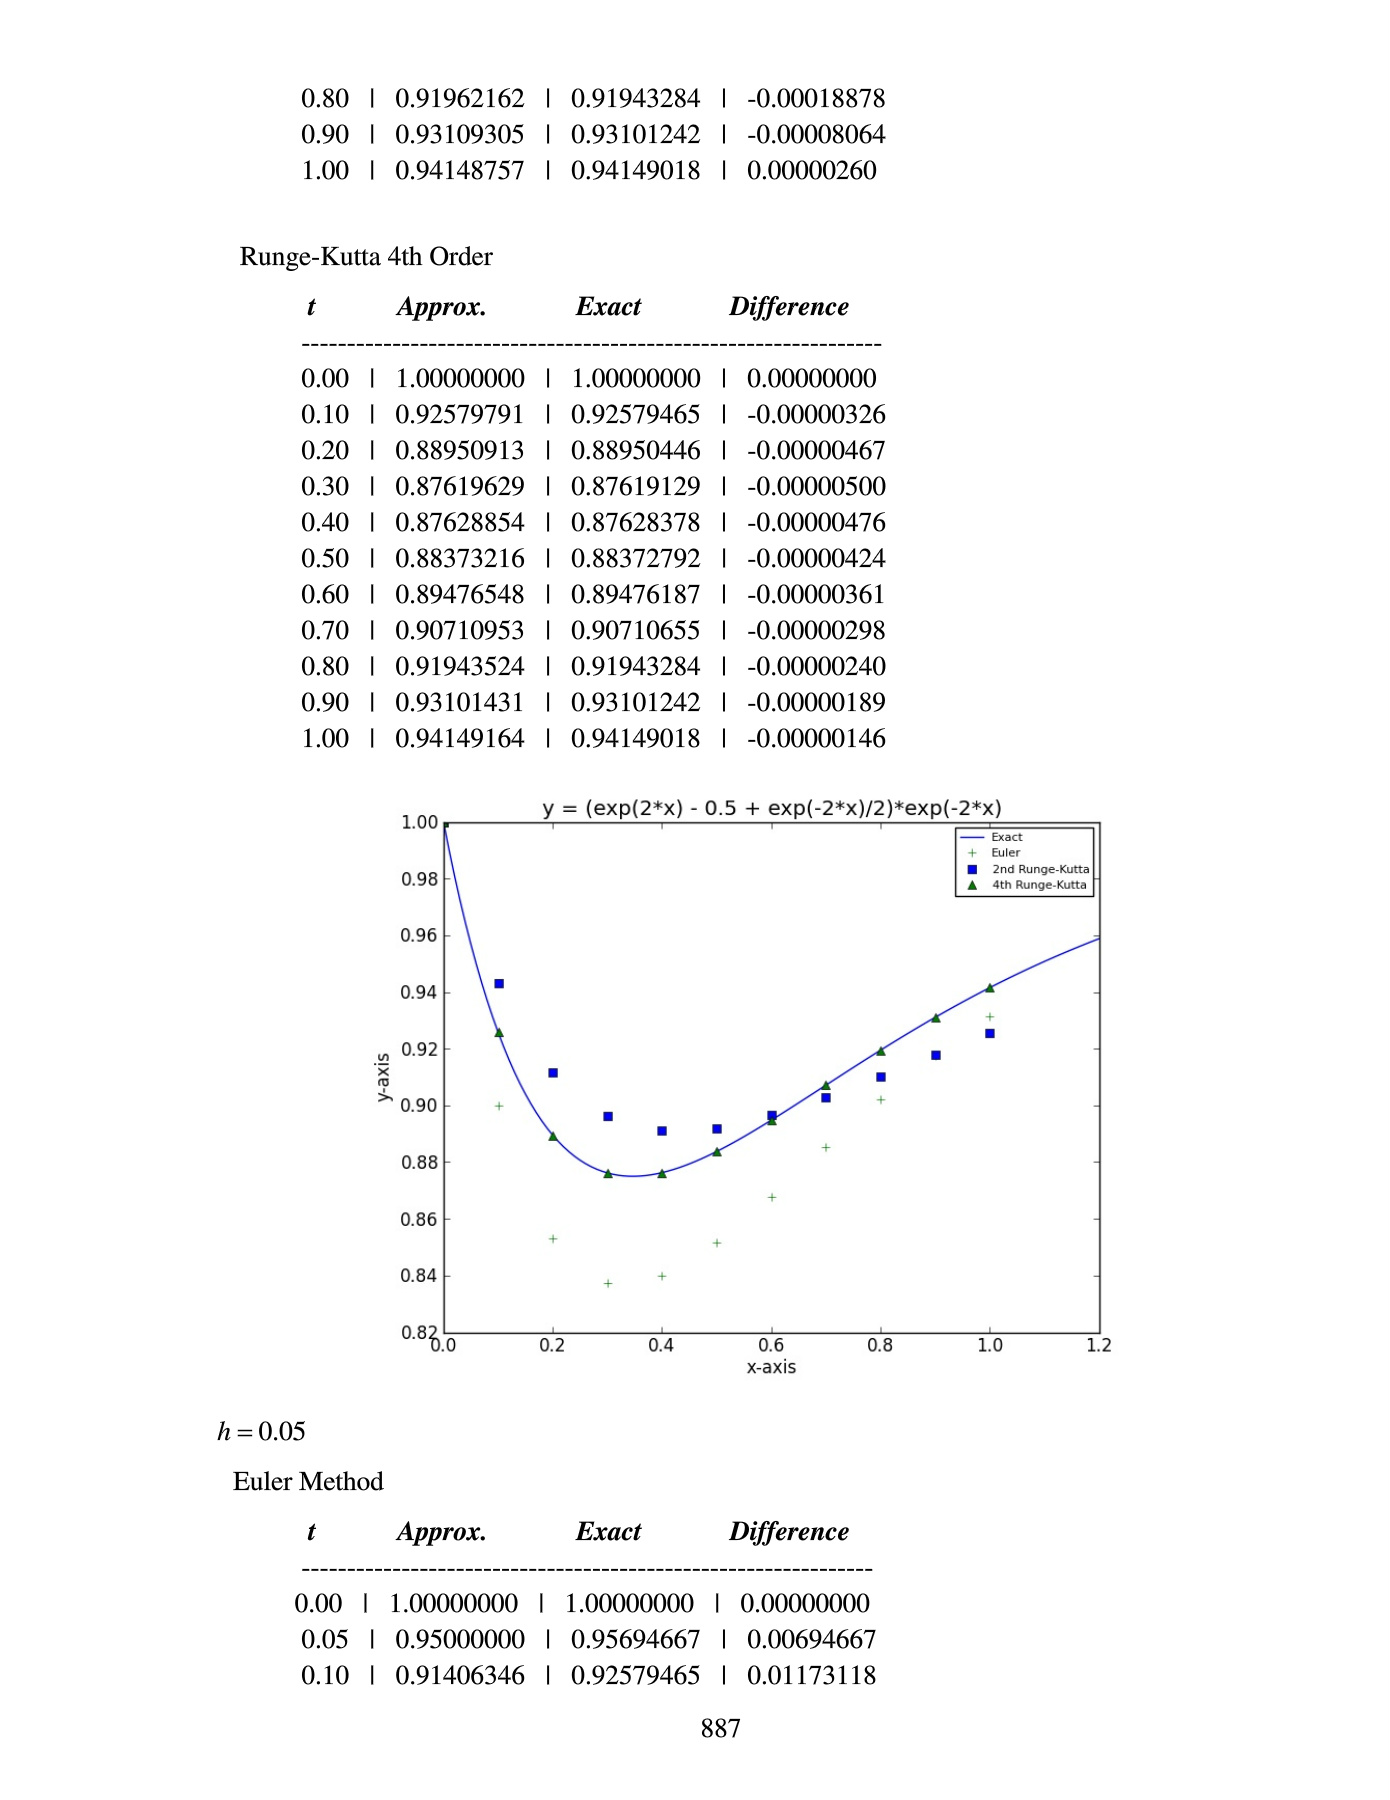 0.80 | 0.91962162 | 0.91943284 | -0.00018878
0.90 | 0.93109305 | 0.93101242 | -0.00008064
1.00 | 0.94148757 | 0.94149018 | 0.00000260
Runge-Kutta 4th Order
t Approx. Exact Difference
----------------------------------------------------------------
0.00 | 1.00000000 | 1.00000000 | 0.00000000
0.10 | 0.92579791 | 0.92579465 | -0.00000326
0.20 | 0.88950913 | 0.88950446 | -0.00000467
0.30 | 0.87619629 | 0.87619129 | -0.00000500
0.40 | 0.87628854 | 0.87628378 | -0.00000476
0.50 | 0.88373216 | 0.88372792 | -0.00000424
0.60 | 0.89476548 | 0.89476187 | -0.00000361
0.70 | 0.90710953 | 0.90710655 | -0.00000298
0.80 | 0.91943524 | 0.91943284 | -0.00000240
0.90 | 0.93101431 | 0.93101242 | -0.00000189
1.00 | 0.94149164 | 0.94149018 | -0.00000146
y = (exp(2*x) - 0.5 + exp(-2*x)/2)*exp(-2*x)
Exact
Euler
2nd Runge-Kutta
4th Runge-Kutta
1.00
0.98
0.96
0.94
0.92
0.90
0.88
0.86
0.84
0.82
y-axis
0.0 0.2 0.4 0.6 0.8 1.0 1.2
x-axis
h = 0.05
Euler Method
t Approx. Exact Difference
---------------------------------------------------------------
0.00 | 1.00000000 | 1.00000000 | 0.00000000
0.05 | 0.95000000 | 0.95694667 | 0.00694667
0.10 | 0.91406346 | 0.92579465 | 0.01173118
887